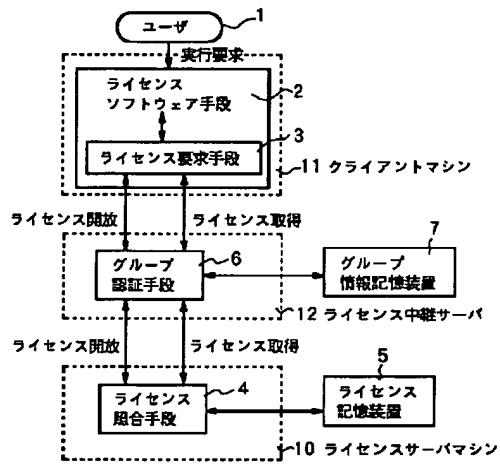 ユーザ
1
実行要求
ライセンス
ソフトウェア手段
2
3
ライセンス要求手段
11 クライアントマシン
ライセンス開放
ライセンス取得
グループ
認証手段
6
7
グループ
情報記憶装置
12 ライセンス中継サーバ
ライセンス開放
ライセンス取得
ライセンス
照合手段
4
5
ライセンス
記憶装置
10 ライセンスサーバマシン